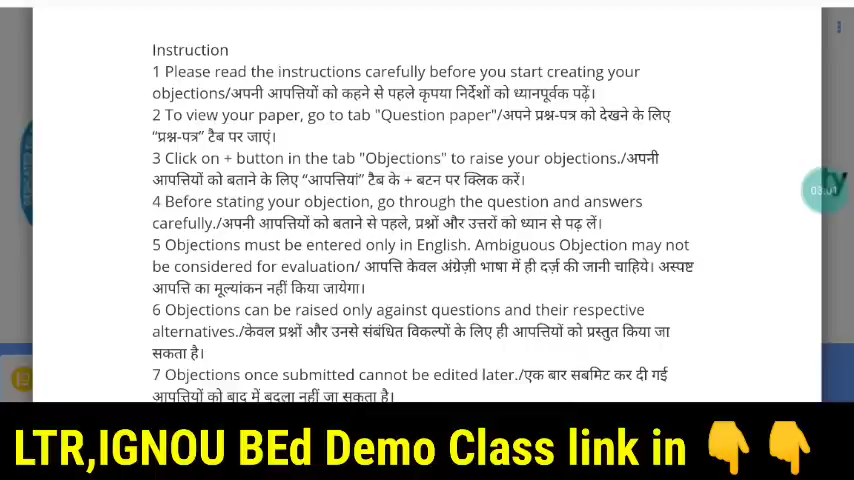 Instruction
1 Please read the instructions carefully before you start creating your
objections/अपनी आपत्तियों को कहने से पहले कृपया निर्देशों को ध्यानपूर्वक पढ़ें।
2 To view your paper, go to tab "Question paper"/अपने प्रश्न-पत्र को देखने के लिए
“प्रश्न-पत्र” टैब पर जाएं।
3 Click on + button in the tab "Objections" to raise your objections./अपनी
आपत्तियों को बताने के लिए “आपत्तियां” टैब के + बटन पर क्लिक करें।
4 Before stating your objection, go through the question and answers
carefully./अपनी आपत्तियों को बताने से पहले, प्रश्नों और उत्तरों को ध्यान से पढ़ लें।
5 Objections must be entered only in English. Ambiguous Objection may not
be considered for evaluation/ आपत्ति केवल अंग्रेज़ी भाषा में ही दर्ज़ की जानी चाहिये। अस्पष्ट
आपत्ति का मूल्यांकन नहीं किया जायेगा।
6 Objections can be raised only against questions and their respective
alternatives./केवल प्रश्नों और उनसे संबंधित विकल्पों के लिए ही आपत्तियों को प्रस्तुत किया जा
सकता है।
7 Objections once submitted cannot be edited later./एक बार सबमिट कर दी गई
आपत्तियों को बाद में बदला नहीं जा सकता है।
03:01
LTR,IGNOU BEd Demo Class link in 👇👇